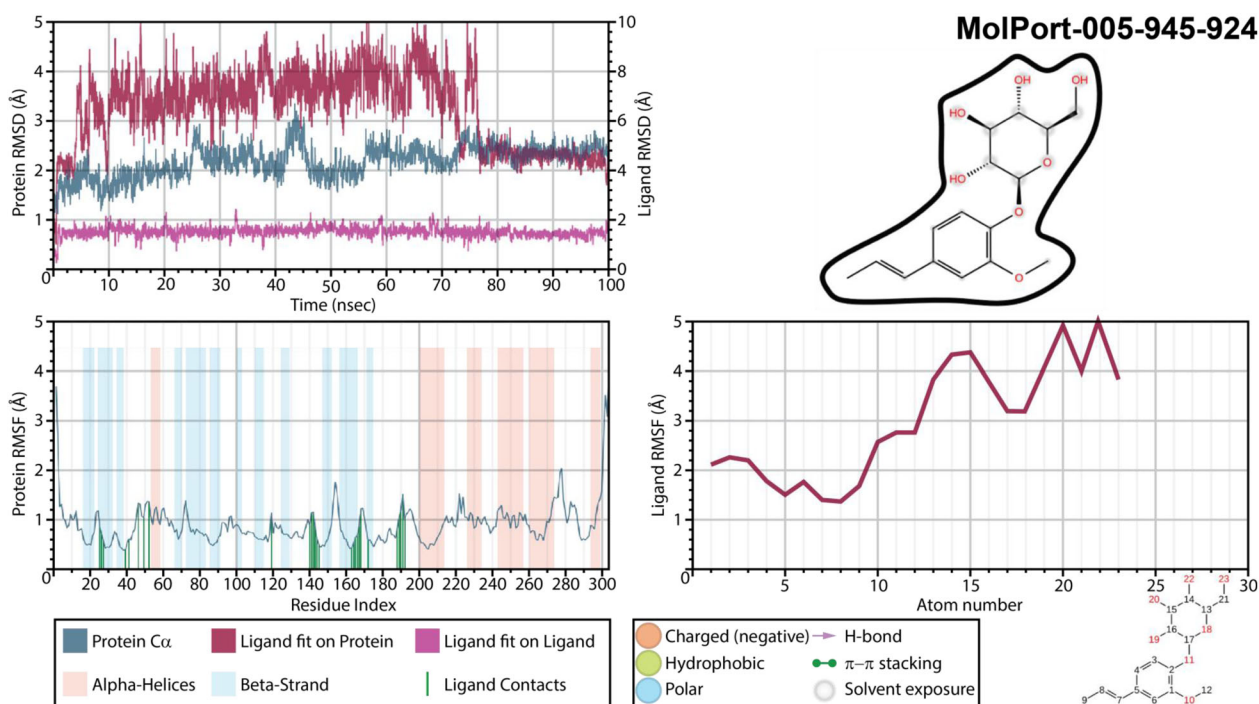 MolPort-005-945-924
Protein RMSD (Å)
5
4
3
2
1
0
10
8
6
4
2
0
Ligand RMSD (Å)
0 10 20 30 40 50 60 70 80 90 100
Time (nsec)
OH
OH
HO
O
HO
O
O
Protein RMSF (Å)
5
4
3
2
1
0 20 40 60 80 100 120 140 160 180 200 220 240 260 280 300
Residue Index
Ligand RMSF (Å)
5
4
3
2
1
0 5 10 15 20 25 30
Atom number
Protein Cα
Ligand fit on Protein
Ligand fit on Ligand
Alpha-Helices
Beta-Strand
Ligand Contacts
Charged (negative)
H-bond
Hydrophobic
π–π stacking
Polar
Solvent exposure
22 23
20 14 21
15 13
16 18
19 17
3 11
4 2
8 5 1 12
9 7 6 10